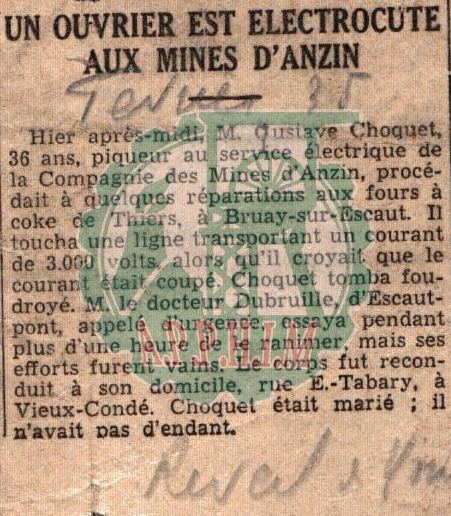 UN OUVRIER EST ELECTROCUTE
AUX MINES D'ANZIN
35
Hier après-midi, M. Gustave Choquet,
36 ans, piqueur au service électrique de
la Compagnie des Mines d'Anzin, procé-
dait à quelques réparations aux fours à
coke de Thiers, à Bruay-sur-Escaut. Il
toucha une ligne transportant un courant
de 3.000 volts, alors qu'il croyait que le
courant était coupé. Choquet tomba fou-
droyé. M. le docteur Dubruille, d'Escaut-
pont, appelé d'urgence, essaya pendant
plus d'une heure de le ranimer, mais ses
efforts furent vains. Le corps fut recon-
duit à son domicile, rue E.-Tabary, à
Vieux-Condé. Choquet était marié ; il
n'avait pas d'endant.
A.P.P.H.I.M